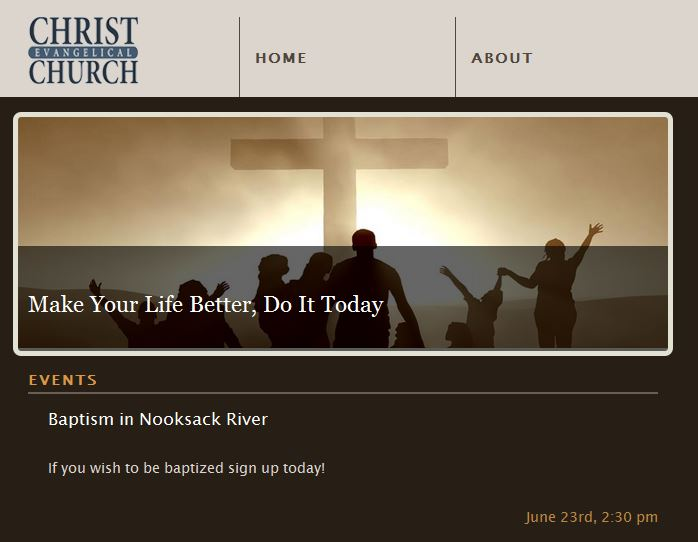 CHRIST
EVANGELICAL
CHURCH
HOME
ABOUT
Make Your Life Better, Do It Today
EVENTS
Baptism in Nooksack River
If you wish to be baptized sign up today!
June 23rd, 2:30 pm